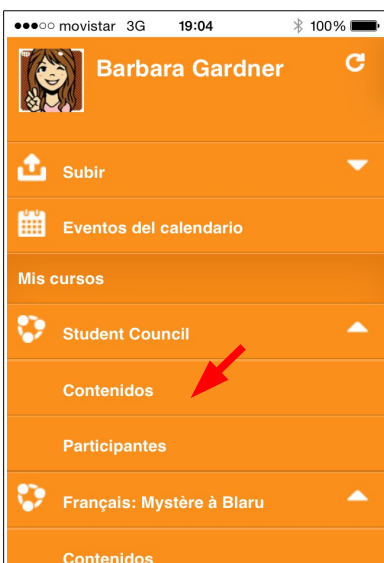 movistar 3G 19:04 100%
Barbara Gardner
Subir
Eventos del calendario
Mis cursos
Student Council
Contenidos
Participantes
Français: Mystère à Blaru
Contenidos